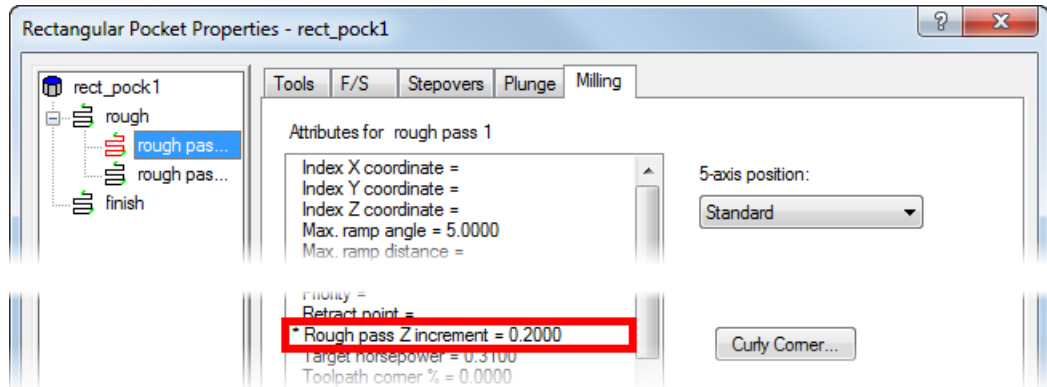 Rectangular Pocket Properties - rect_pock1
rect_pock1
rough
rough pas...
rough pas...
finish
Tools F/S Stepovers Plunge Milling
Attributes for rough pass 1
Index X coordinate =
Index Y coordinate =
Index Z coordinate =
Max. ramp angle = 5.0000
Max. ramp distance =
Priority =
Retract point =
* Rough pass Z increment = 0.2000
Target horsepower = 0.3100
Toolpath corner % = 0.0000
5-axis position:
Standard
Curly Corner...